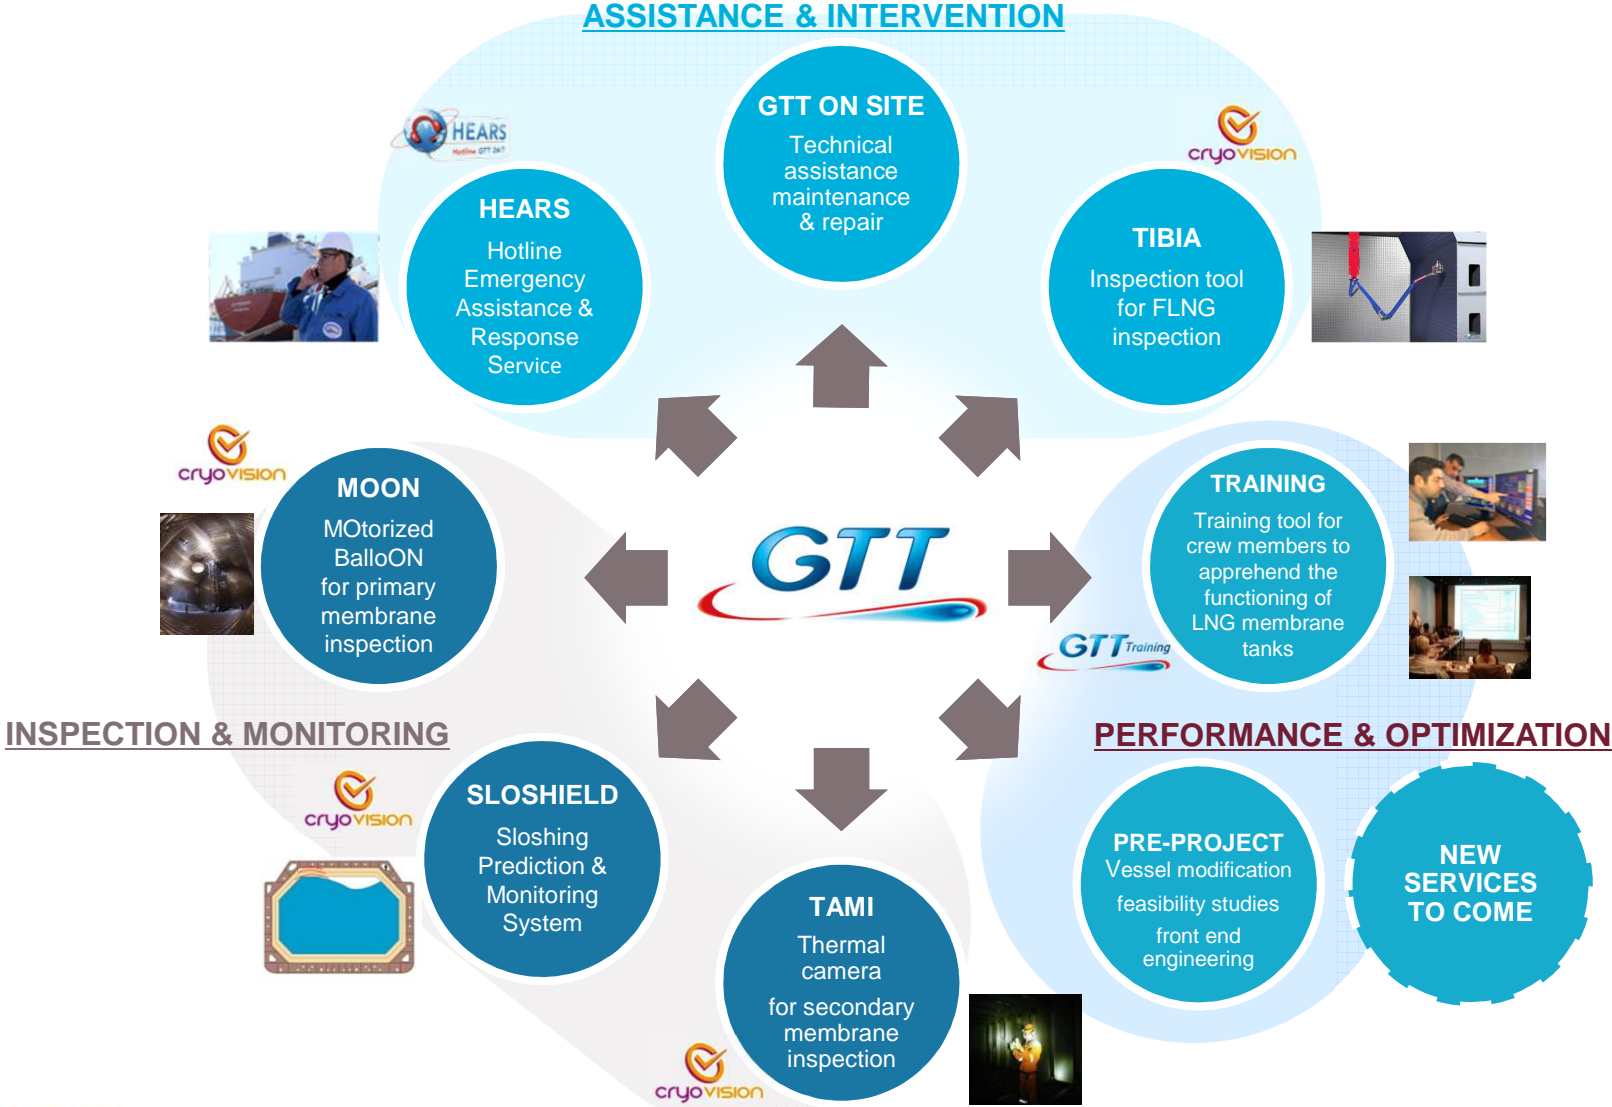 ASSISTANCE & INTERVENTION
GTT ON SITE
Technical
assistance
maintenance
& repair
HEARS
Hotline GTT 24/7
HEARS
Hotline
Emergency
Assistance &
Response
Service
cryovision
TIBIA
Inspection tool
for FLNG
inspection
cryovision
MOON
MOtorized
BalloON
for primary
membrane
inspection
GTT
TRAINING
Training tool for
crew members to
apprehend the
functioning of
LNG membrane
tanks
GTT Training
INSPECTION & MONITORING
PERFORMANCE & OPTIMIZATION
cryovision
SLOSHIELD
Sloshing
Prediction &
Monitoring
System
PRE-PROJECT
Vessel modification
feasibility studies
front end
engineering
NEW
SERVICES
TO COME
TAMI
Thermal
camera
for secondary
membrane
inspection
cryovision